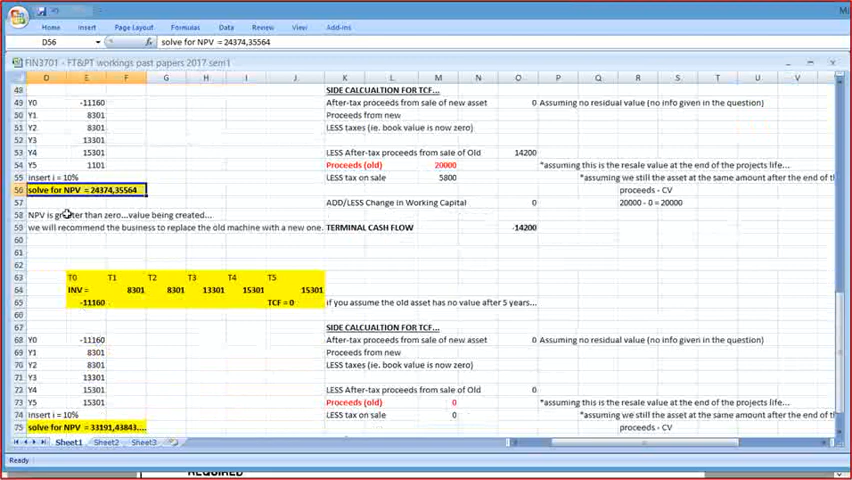 Home Insert Page Layout Formulas Data Review View Add-ins
D56 solve for NPV = 24374,35564
FIN3701 - FT&PT workings past papers 2017 sem1
D E F G H I J K L M N O P Q R S T U V
48 SIDE CALCUALTION FOR TCF...
49 Y0 -11160 After-tax proceeds from sale of new asset 0 Assuming no residual value (no info given in the question)
50 Y1 8301 Proceeds from new
51 Y2 8301 LESS taxes (ie. book value is now zero)
52 Y3 13301
53 Y4 15301 LESS After-tax proceeds from sale of Old 14200
54 Y5 1101 Proceeds (old) 20000 *assuming this is the resale value at the end of the projects life...
55 insert i = 10% LESS tax on sale 5800 *assuming we still the asset at the same amount after the end of the
56 solve for NPV = 24374,35564 proceeds - CV
57 ADD/LESS Change in Working Capital 0 20000 - 0 = 20000
58 NPV is greater than zero...value being created...
59 we will recommend the business to replace the old machine with a new one. TERMINAL CASH FLOW -14200
60
61
62
63 T0 T1 T2 T3 T4 T5
64 INV = 8301 8301 13301 15301 15301
65 -11160 TCF = 0 if you assume the old asset has no value after 5 years...
66
67 SIDE CALCUALTION FOR TCF...
68 Y0 -11160 After-tax proceeds from sale of new asset 0 Assuming no residual value (no info given in the question)
69 Y1 8301 Proceeds from new
70 Y2 8301 LESS taxes (ie. book value is now zero)
71 Y3 13301
72 Y4 15301 LESS After-tax proceeds from sale of Old 0
73 Y5 15301 Proceeds (old) 0 *assuming this is the resale value at the end of the projects life...
74 insert i = 10% LESS tax on sale 0 *assuming we still the asset at the same amount after the end of the
75 solve for NPV = 33191,43843.... proceeds - CV
Sheet1 Sheet2 Sheet3
Ready
REQUIRED